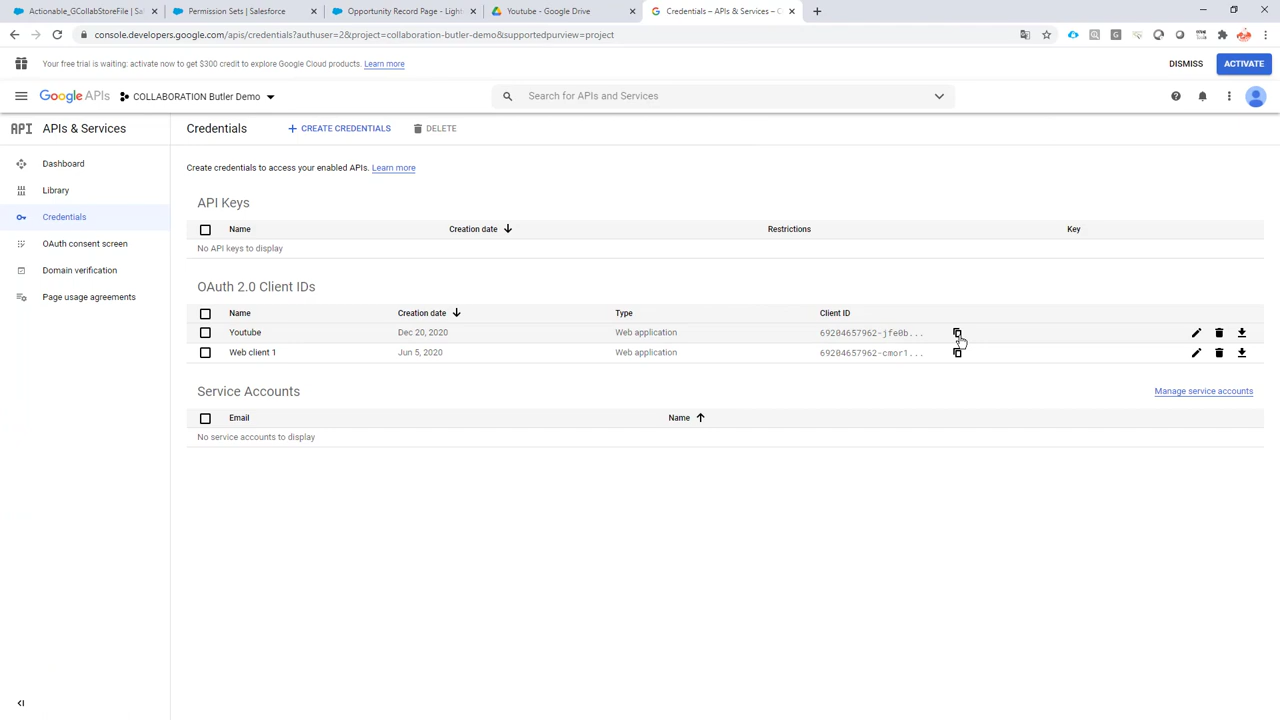 Actionable_GCollabStoreFile | Sal
Permission Sets | Salesforce
Opportunity Record Page - Light
Youtube - Google Drive
Credentials – APIs & Services – C
console.developers.google.com/apis/credentials?authuser=2&project=collaboration-butler-demo&supportedpurview=project
Your free trial is waiting: activate now to get $300 credit to explore Google Cloud products. Learn more
DISMISS
ACTIVATE
Google APIs
COLLABORATION Butler Demo
Search for APIs and Services
API APIs & Services
Credentials
CREATE CREDENTIALS
DELETE
Dashboard
Library
Credentials
OAuth consent screen
Domain verification
Page usage agreements
Create credentials to access your enabled APIs. Learn more
API Keys
Name Creation date Restrictions Key
No API keys to display
OAuth 2.0 Client IDs
Name Creation date Type Client ID
Youtube Dec 20, 2020 Web application 69204657962-jfe0b...
Web client 1 Jun 5, 2020 Web application 69204657962-cmor1...
Service Accounts
Manage service accounts
Email Name
No service accounts to display